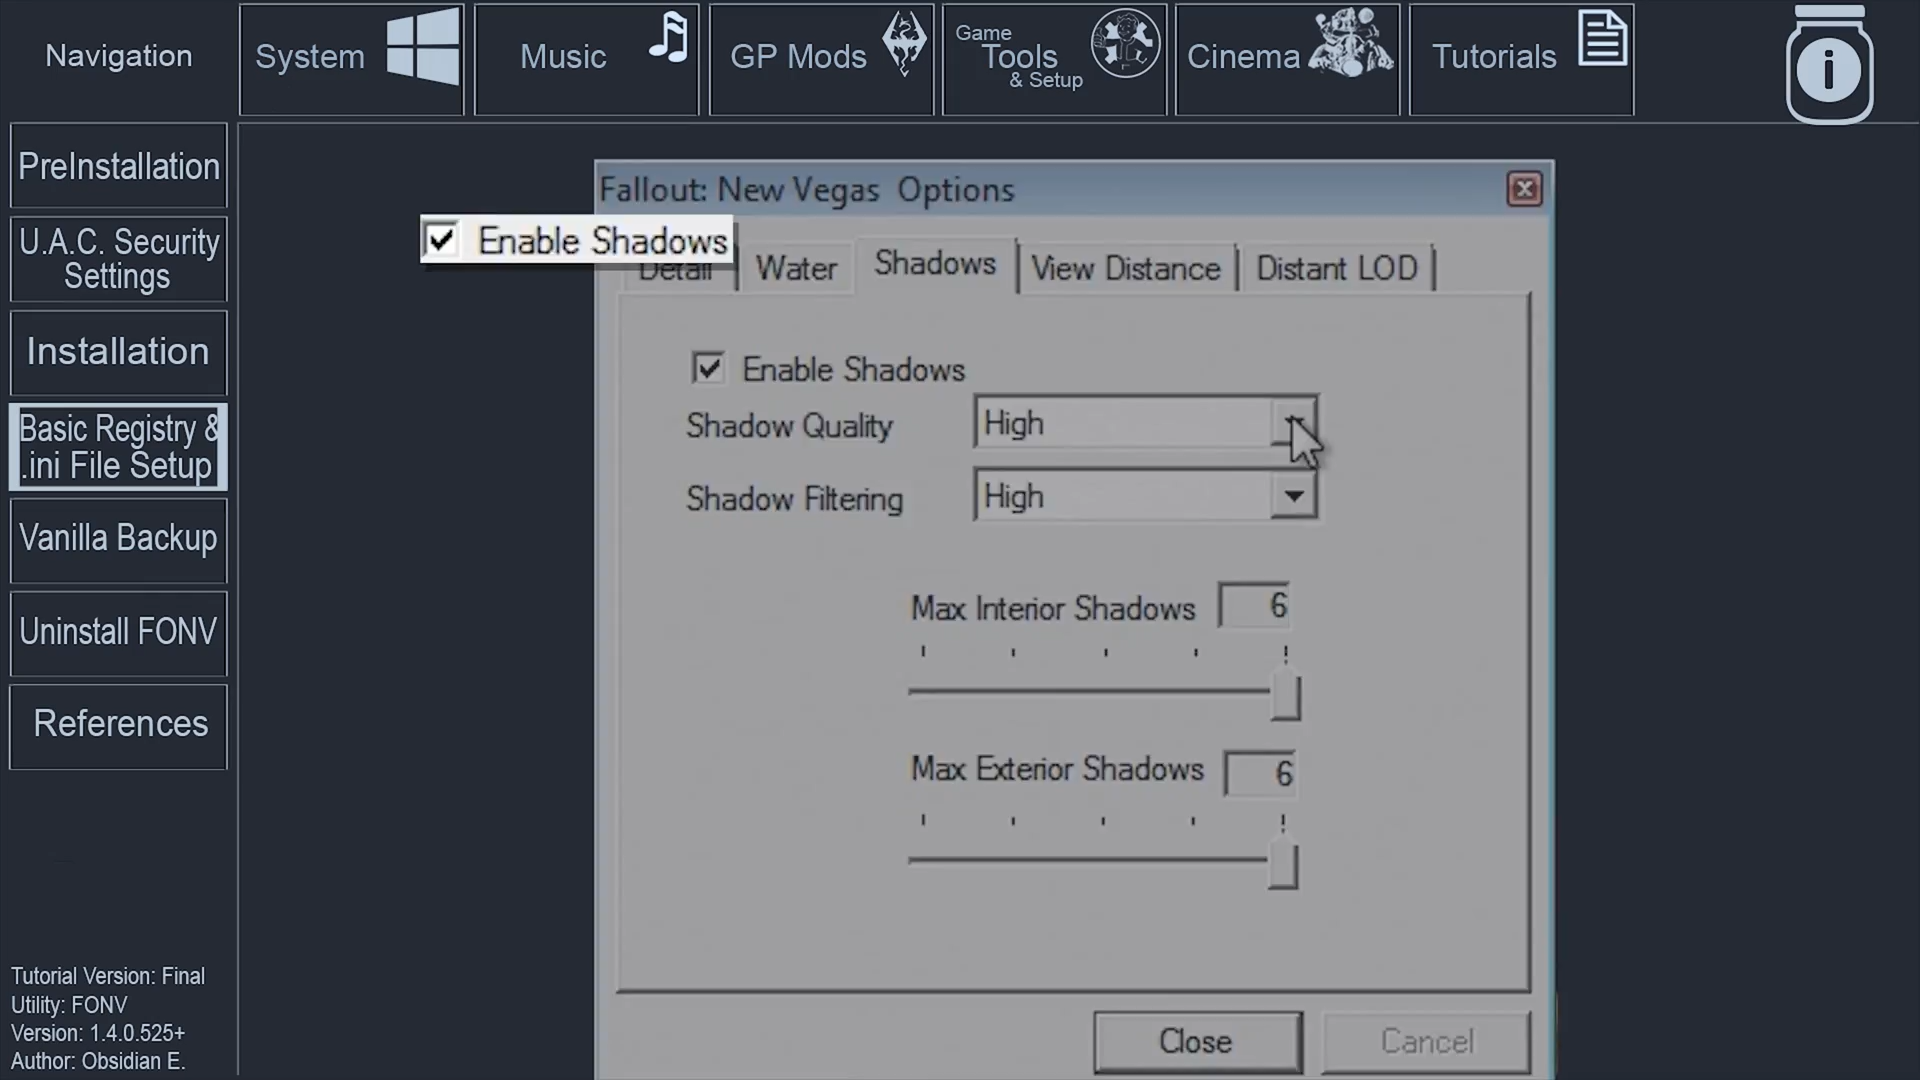 Navigation
System
Music
GP Mods
Game
Tools
& Setup
Cinema
Tutorials
PreInstallation
U.A.C. Security
Settings
Installation
Basic Registry &
.ini File Setup
Vanilla Backup
Uninstall FONV
References
Tutorial Version: Final
Utility: FONV
Version: 1.4.0.525+
Author: Obsidian E.
Fallout: New Vegas Options
Enable Shadows
Detail
Water
Shadows
View Distance
Distant LOD
Enable Shadows
Shadow Quality
High
Shadow Filtering
High
Max Interior Shadows
6
Max Exterior Shadows
6
Close
Cancel